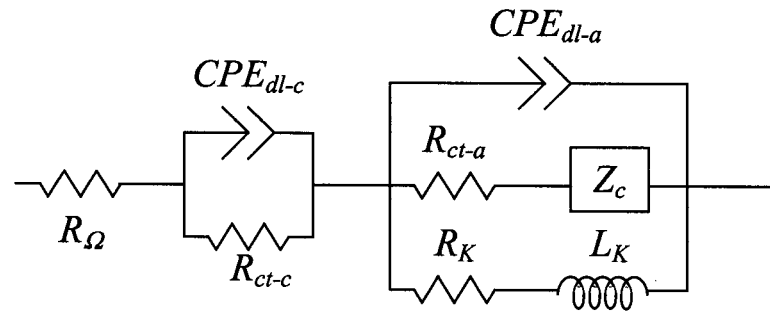 CPE_dl-a
CPE_dl-c
R_ct-a
Z_c
R_Ω
R_ct-c
R_K
L_K